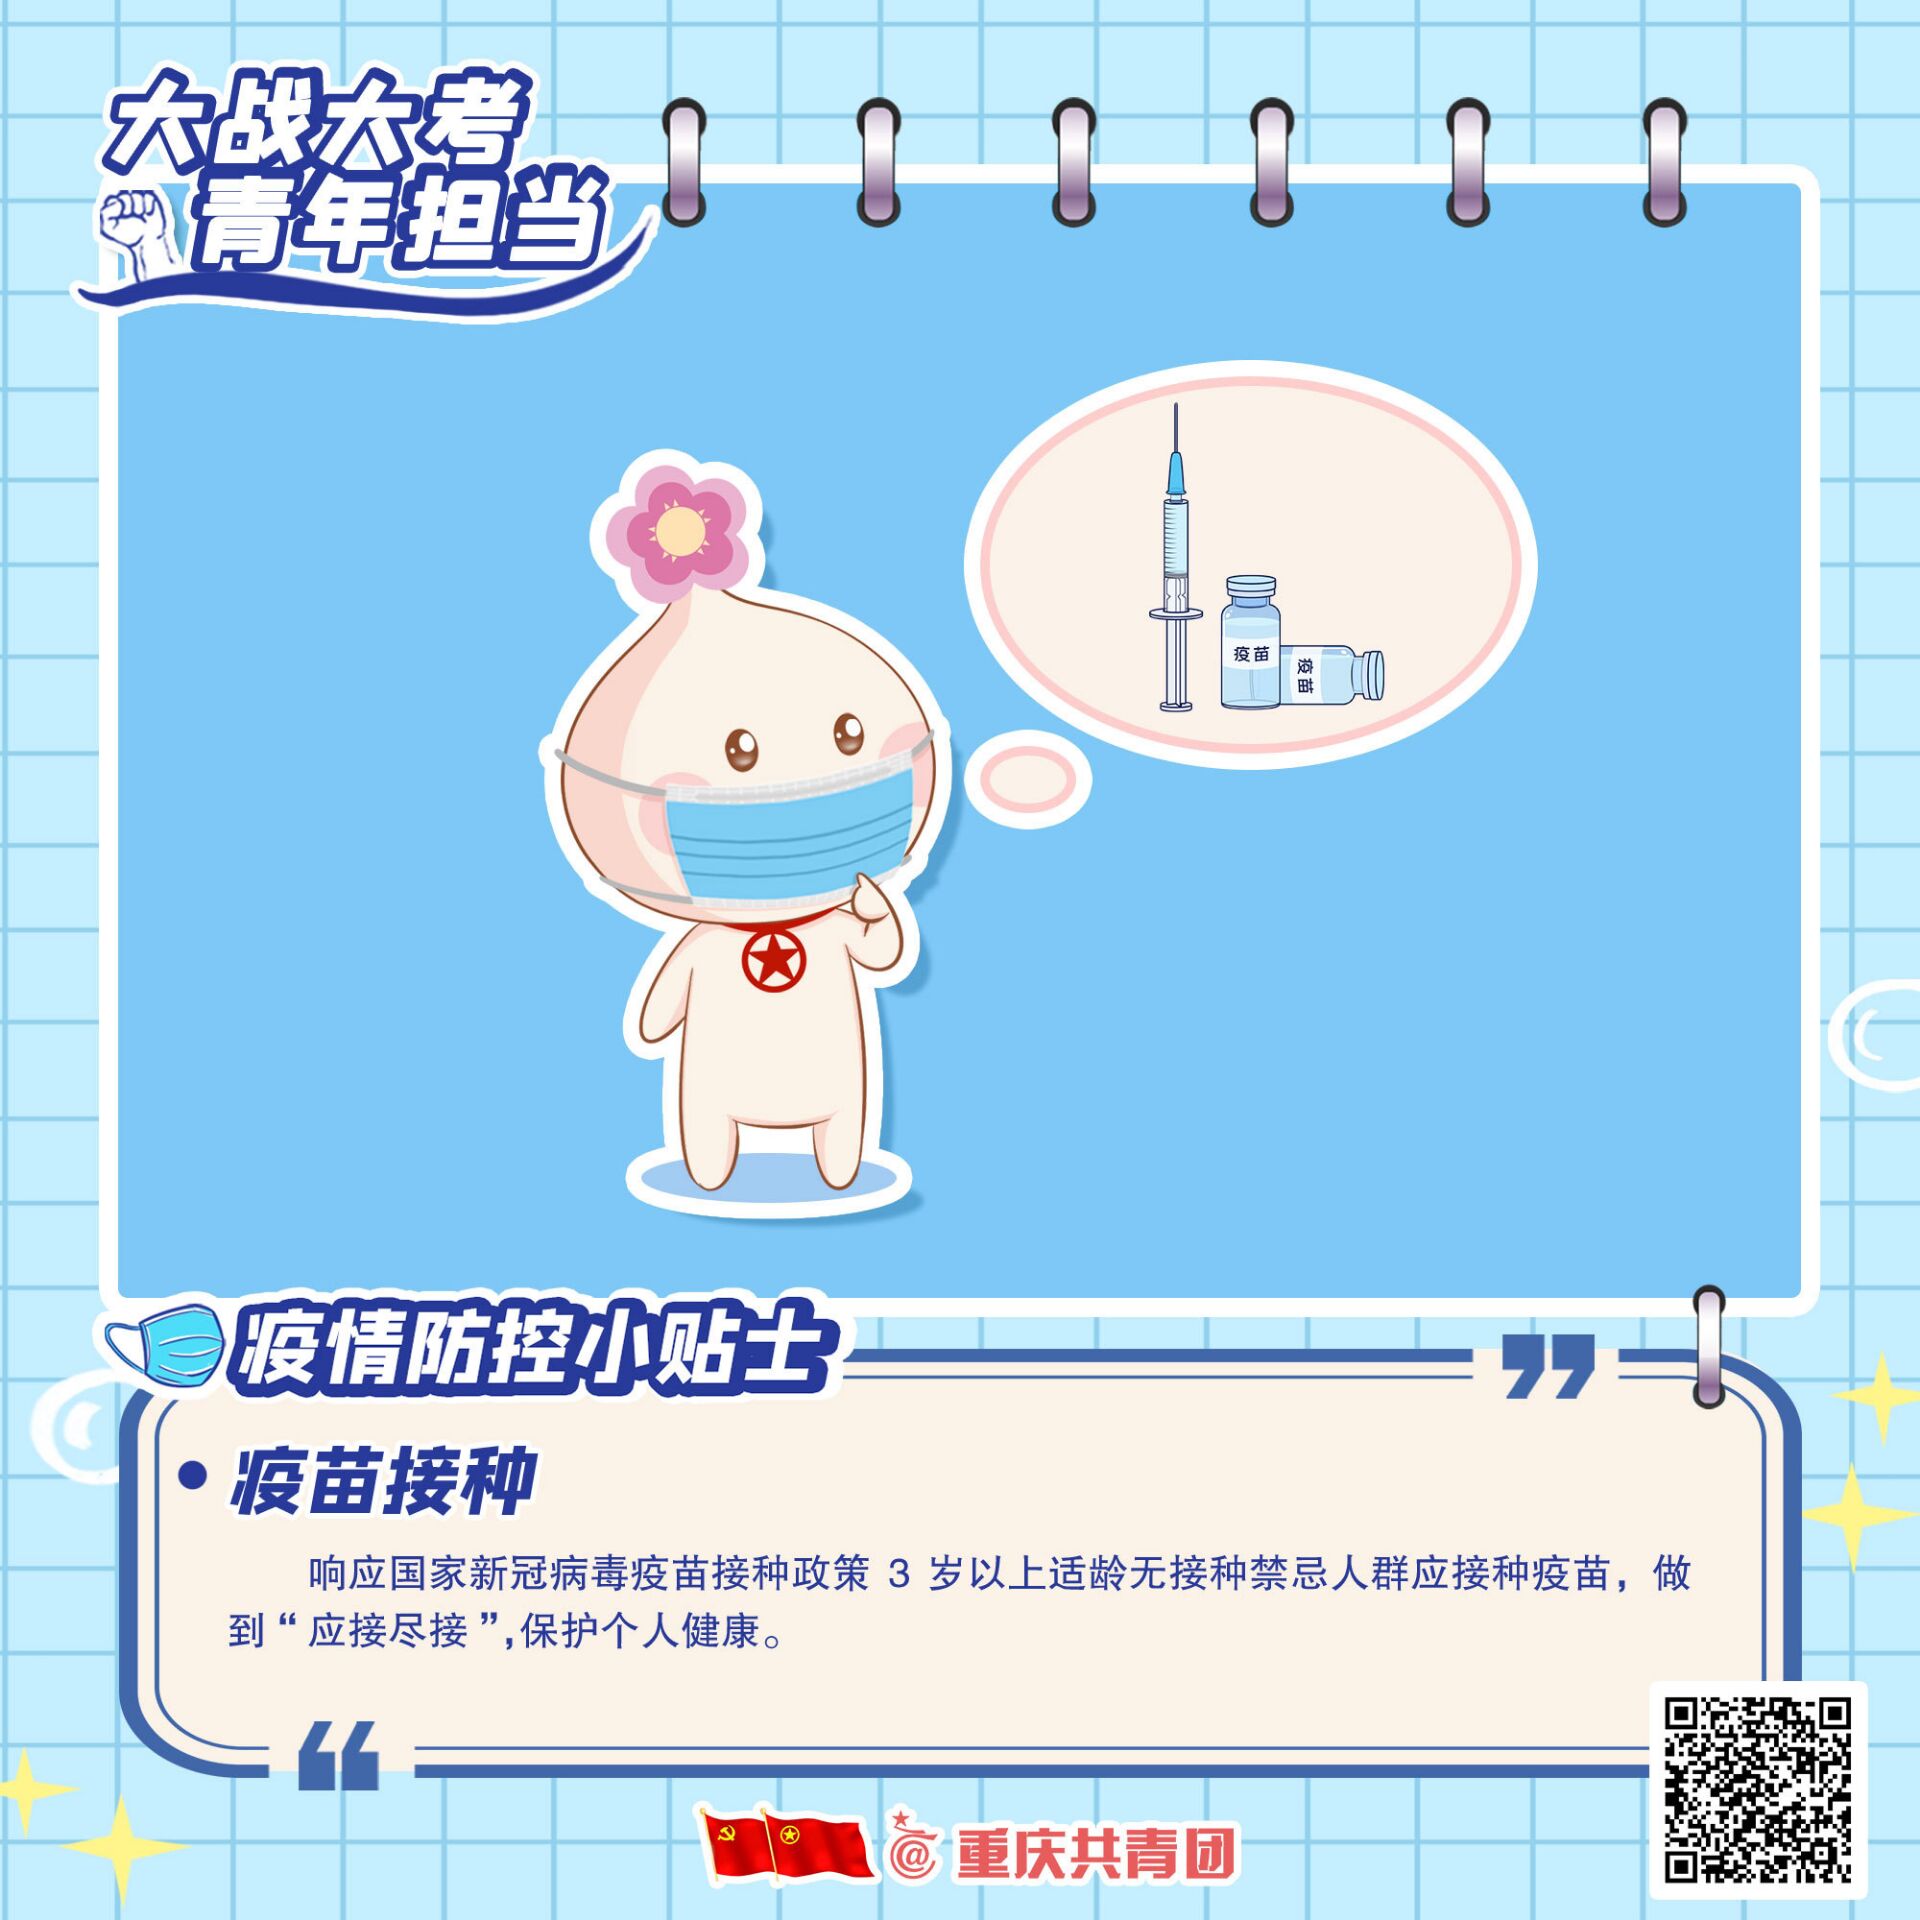 大战大考
青年担当
疫苗
疫苗
疫情防控小贴士
疫苗接种
响应国家新冠病毒疫苗接种政策 3 岁以上适龄无接种禁忌人群应接种疫苗，做
到“应接尽接”,保护个人健康。
@重庆共青团